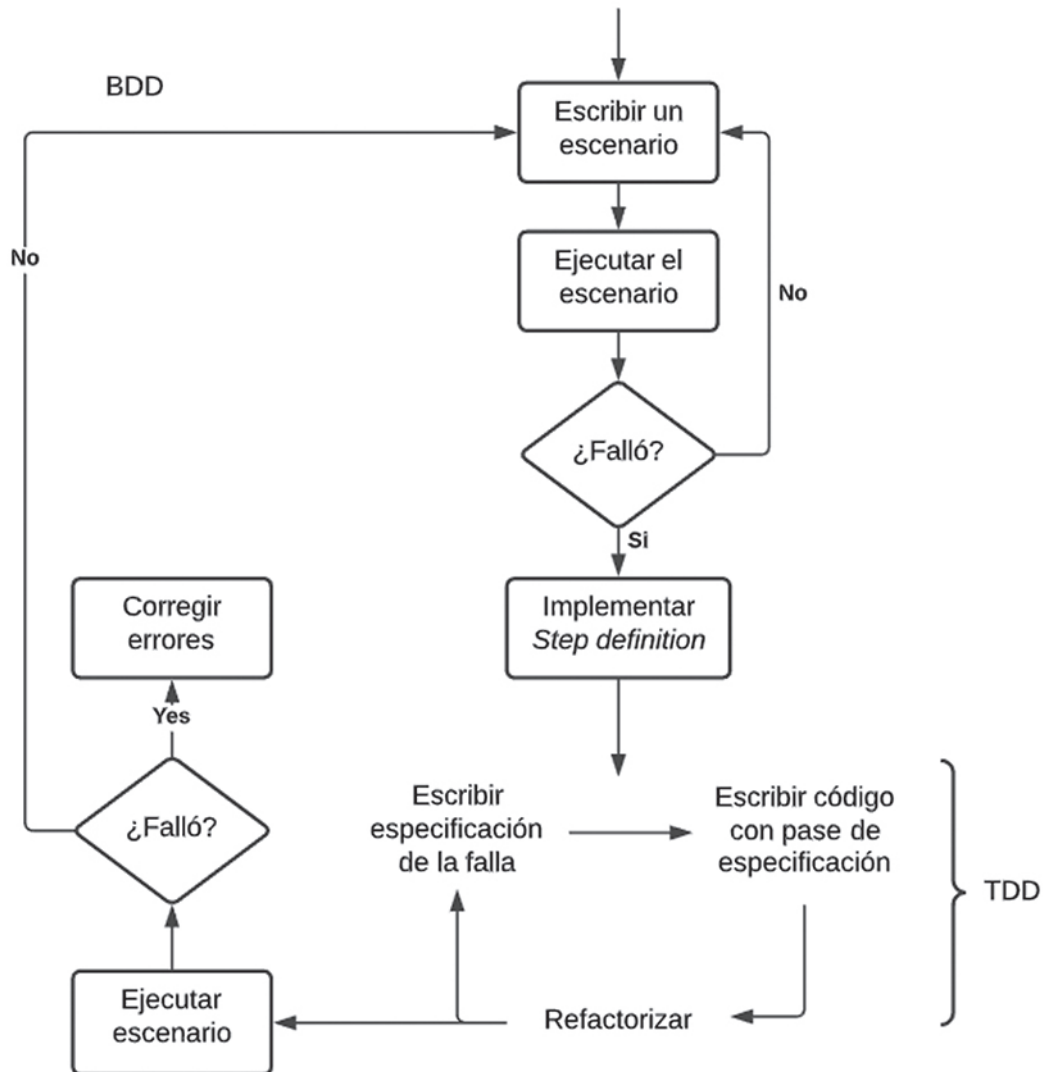 BDD
Escribir un
escenario
No
Ejecutar el
escenario
No
¿Falló?
Si
Corregir
errores
Implementar
Step definition
Yes
¿Falló?
Escribir
especificación
de la falla
Escribir código
con pase de
especificación
TDD
Ejecutar
escenario
Refactorizar